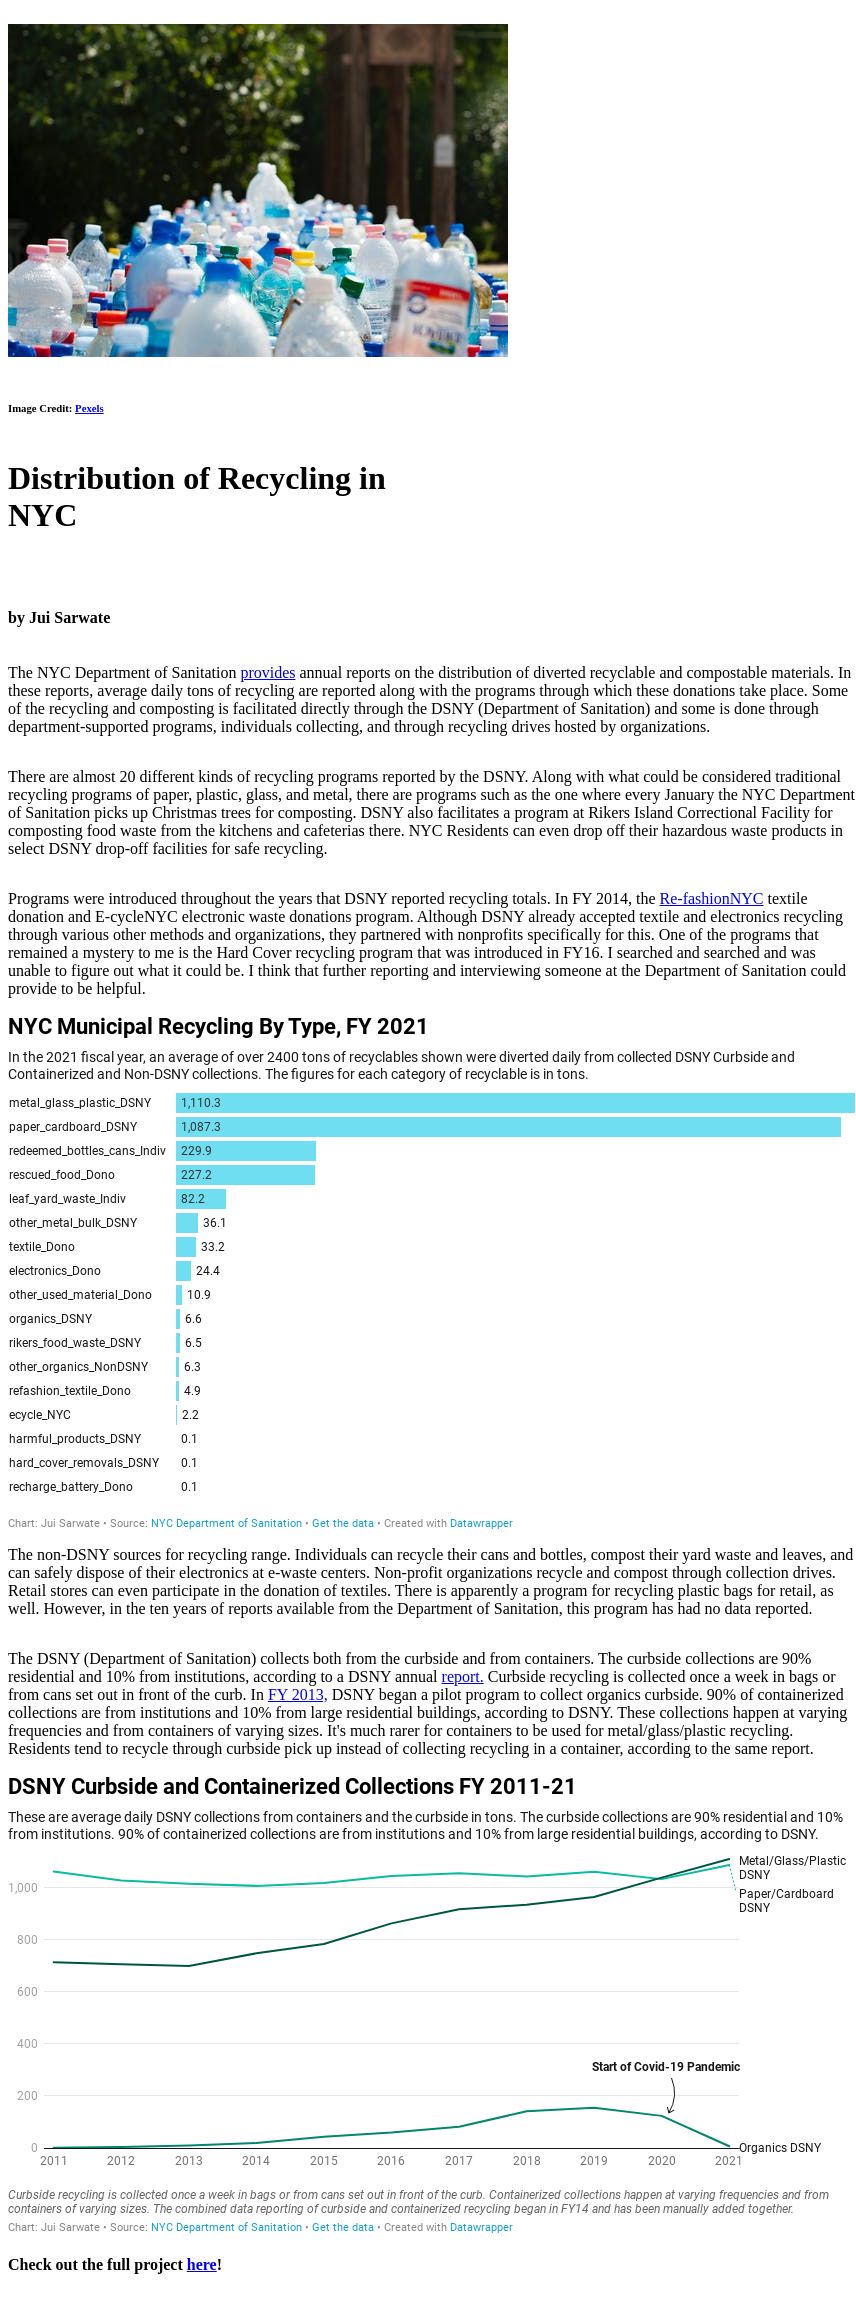 Image Credit: Pexels
Distribution of Recycling in
NYC
by Jui Sarwate
The NYC Department of Sanitation provides annual reports on the distribution of diverted recyclable and compostable materials. In
these reports, average daily tons of recycling are reported along with the programs through which these donations take place. Some
of the recycling and composting is facilitated directly through the DSNY (Department of Sanitation) and some is done through
department-supported programs, individuals collecting, and through recycling drives hosted by organizations.
There are almost 20 different kinds of recycling programs reported by the DSNY. Along with what could be considered traditional
recycling programs of paper, plastic, glass, and metal, there are programs such as the one where every January the NYC Department
of Sanitation picks up Christmas trees for composting. DSNY also facilitates a program at Rikers Island Correctional Facility for
composting food waste from the kitchens and cafeterias there. NYC Residents can even drop off their hazardous waste products in
select DSNY drop-off facilities for safe recycling.
Programs were introduced throughout the years that DSNY reported recycling totals. In FY 2014, the Re-fashionNYC textile
donation and E-cycleNYC electronic waste donations program. Although DSNY already accepted textile and electronics recycling
through various other methods and organizations, they partnered with nonprofits specifically for this. One of the programs that
remained a mystery to me is the Hard Cover recycling program that was introduced in FY16. I searched and searched and was
unable to figure out what it could be. I think that further reporting and interviewing someone at the Department of Sanitation could
provide to be helpful.
NYC Municipal Recycling By Type, FY 2021
In the 2021 fiscal year, an average of over 2400 tons of recyclables shown were diverted daily from collected DSNY Curbside and
Containerized and Non-DSNY collections. The figures for each category of recyclable is in tons.
metal_glass_plastic_DSNY 1,110.3
paper_cardboard_DSNY 1,087.3
redeemed_bottles_cans_Indiv 229.9
rescued_food_Dono 227.2
leaf_yard_waste_Indiv 82.2
other_metal_bulk_DSNY 36.1
textile_Dono 33.2
electronics_Dono 24.4
other_used_material_Dono 10.9
organics_DSNY 6.6
rikers_food_waste_DSNY 6.5
other_organics_NonDSNY 6.3
refashion_textile_Dono 4.9
ecycle_NYC 2.2
harmful_products_DSNY 0.1
hard_cover_removals_DSNY 0.1
recharge_battery_Dono 0.1
Chart: Jui Sarwate • Source: NYC Department of Sanitation • Get the data • Created with Datawrapper
The non-DSNY sources for recycling range. Individuals can recycle their cans and bottles, compost their yard waste and leaves, and
can safely dispose of their electronics at e-waste centers. Non-profit organizations recycle and compost through collection drives.
Retail stores can even participate in the donation of textiles. There is apparently a program for recycling plastic bags for retail, as
well. However, in the ten years of reports available from the Department of Sanitation, this program has had no data reported.
The DSNY (Department of Sanitation) collects both from the curbside and from containers. The curbside collections are 90%
residential and 10% from institutions, according to a DSNY annual report. Curbside recycling is collected once a week in bags or
from cans set out in front of the curb. In FY 2013, DSNY began a pilot program to collect organics curbside. 90% of containerized
collections are from institutions and 10% from large residential buildings, according to DSNY. These collections happen at varying
frequencies and from containers of varying sizes. It's much rarer for containers to be used for metal/glass/plastic recycling.
Residents tend to recycle through curbside pick up instead of collecting recycling in a container, according to the same report.
DSNY Curbside and Containerized Collections FY 2011-21
These are average daily DSNY collections from containers and the curbside in tons. The curbside collections are 90% residential and 10%
from institutions. 90% of containerized collections are from institutions and 10% from large residential buildings, according to DSNY.
Metal/Glass/Plastic
DSNY
Paper/Cardboard
DSNY
1,000
800
600
400
Start of Covid-19 Pandemic
200
0
Organics DSNY
2011 2012 2013 2014 2015 2016 2017 2018 2019 2020 2021
Curbside recycling is collected once a week in bags or from cans set out in front of the curb. Containerized collections happen at varying frequencies and from
containers of varying sizes. The combined data reporting of curbside and containerized recycling began in FY14 and has been manually added together.
Chart: Jui Sarwate • Source: NYC Department of Sanitation • Get the data • Created with Datawrapper
Check out the full project here!